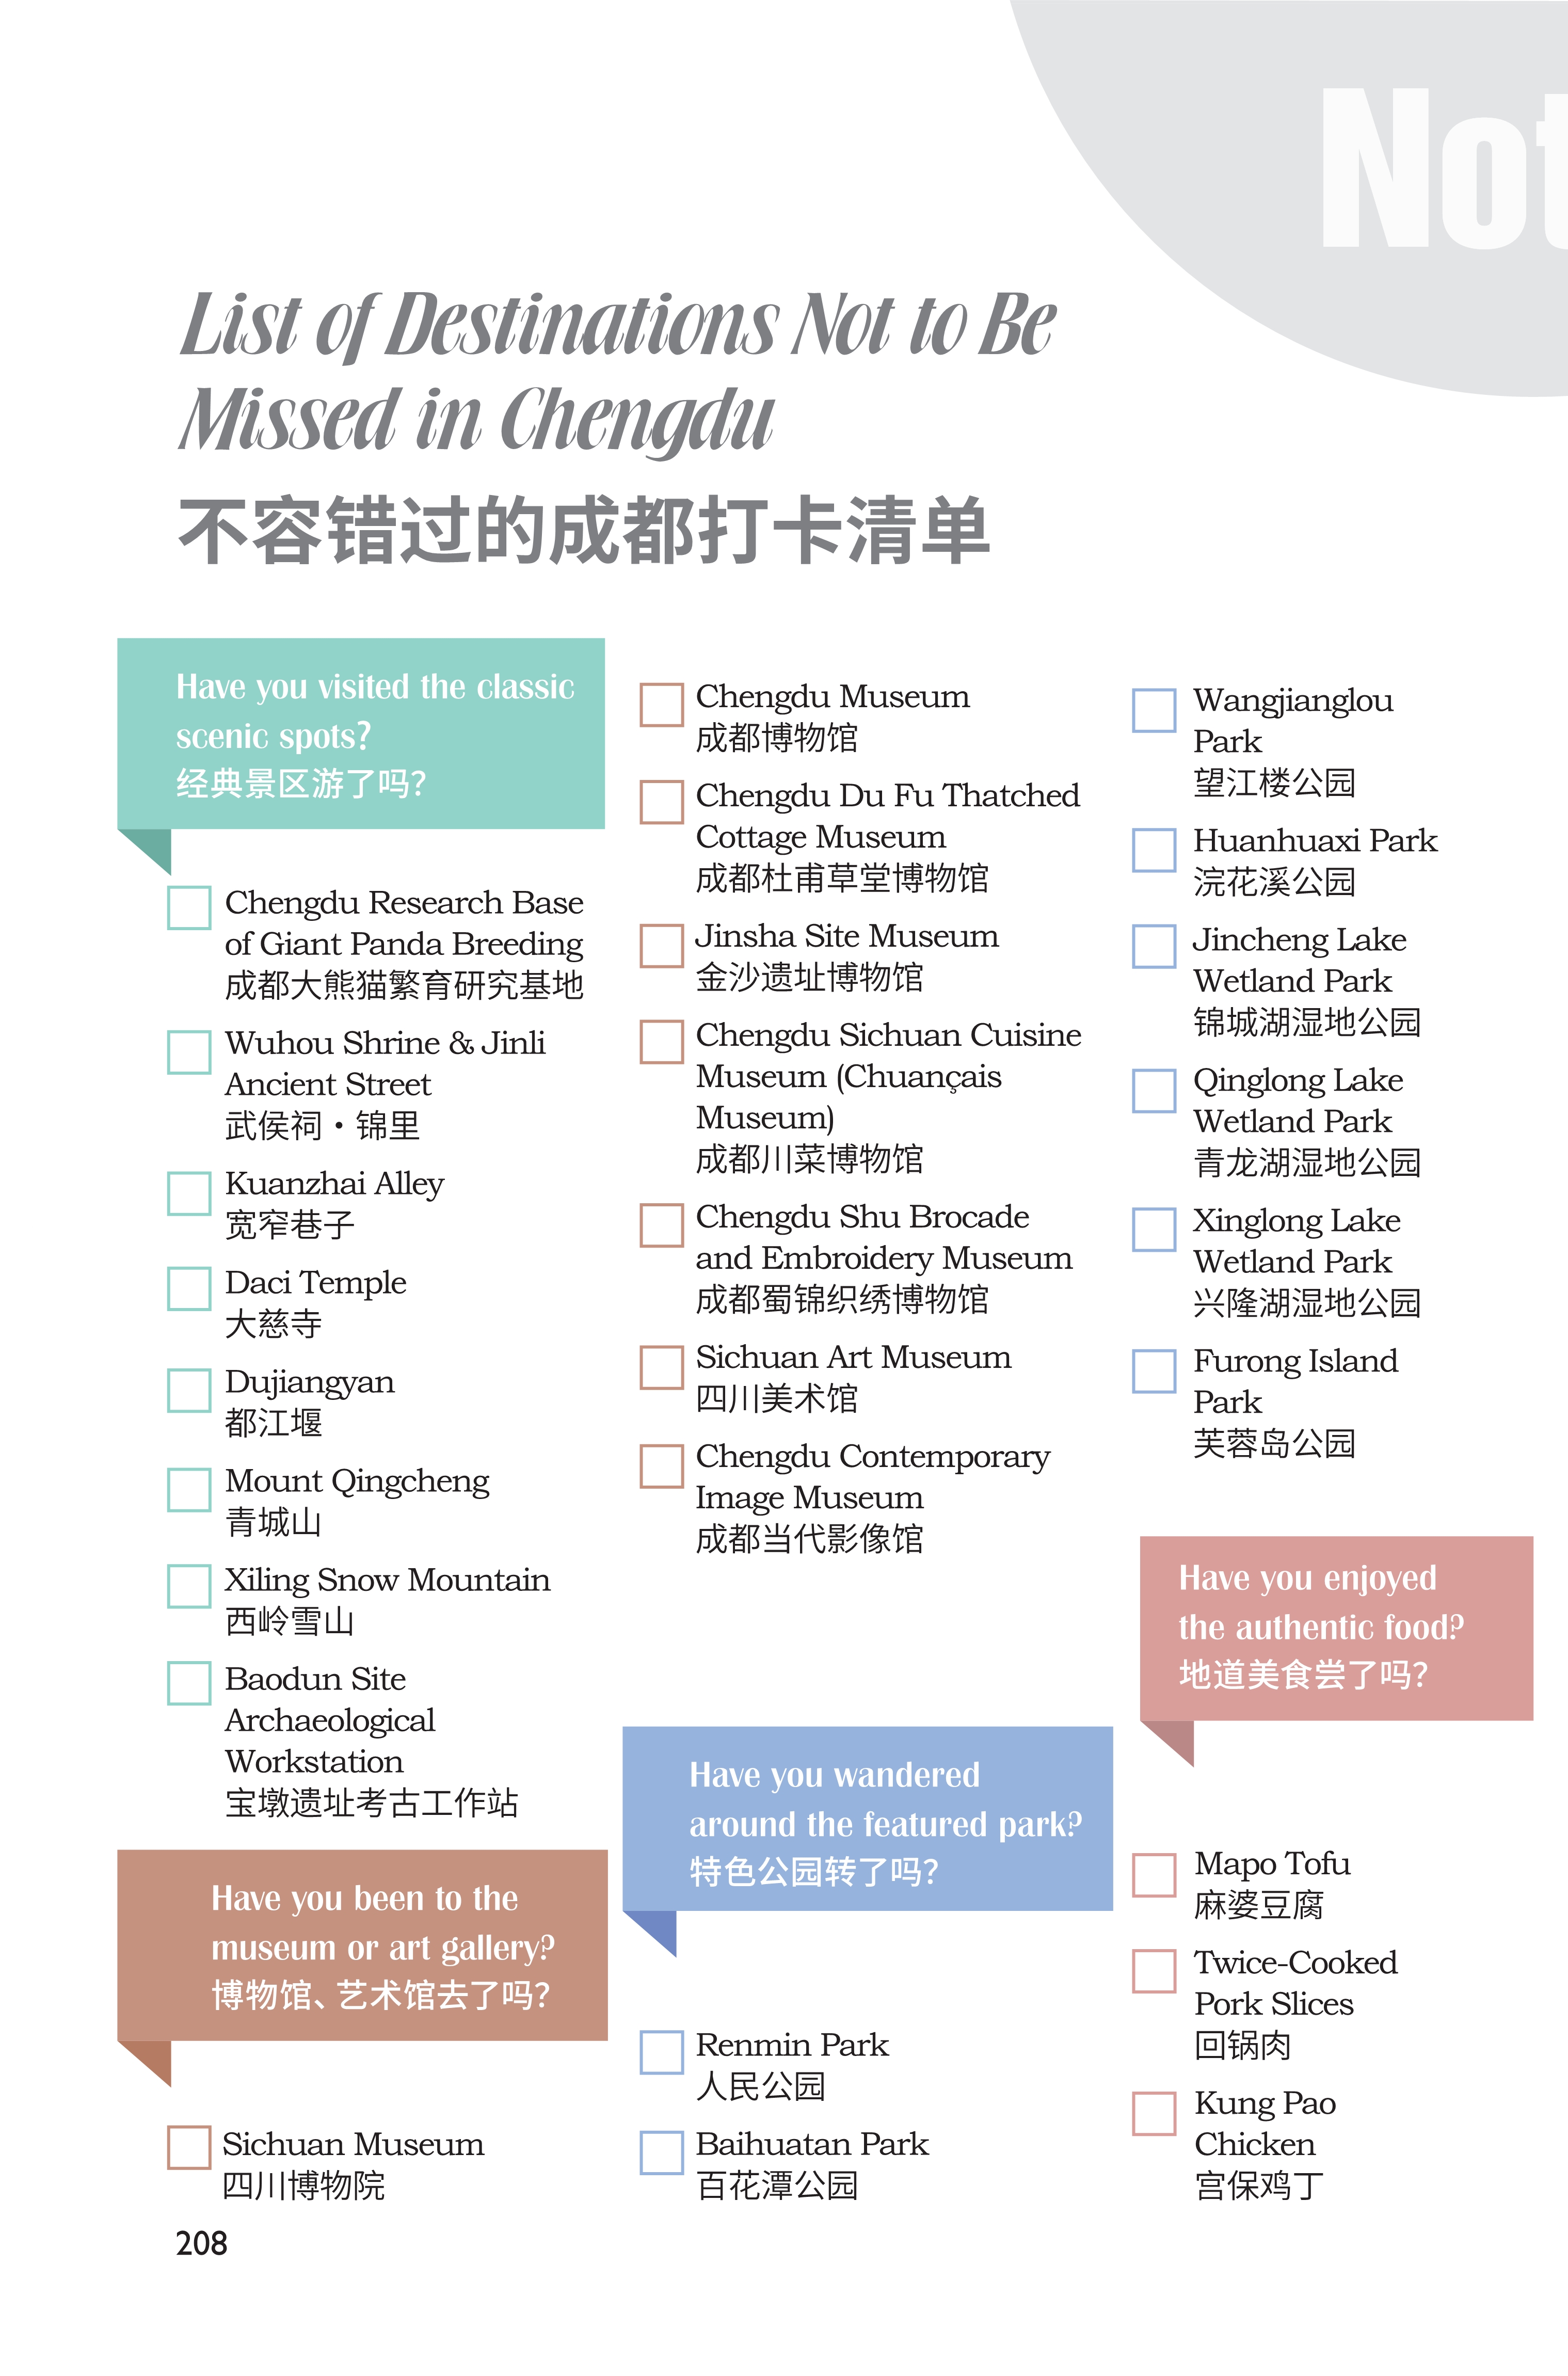 Not
List of Destinations Not to Be
Missed in Chengdu
不容错过的成都打卡清单
Have you visited the classic
scenic spots?
经典景区游了吗？
Chengdu Research Base
of Giant Panda Breeding
成都大熊猫繁育研究基地
Wuhou Shrine & Jinli
Ancient Street
武侯祠·锦里
Kuanzhai Alley
宽窄巷子
Daci Temple
大慈寺
Dujiangyan
都江堰
Mount Qingcheng
青城山
Xiling Snow Mountain
西岭雪山
Baodun Site
Archaeological
Workstation
宝墩遗址考古工作站
Have you been to the
museum or art gallery?
博物馆、艺术馆去了吗？
Sichuan Museum
四川博物院
Chengdu Museum
成都博物馆
Chengdu Du Fu Thatched
Cottage Museum
成都杜甫草堂博物馆
Jinsha Site Museum
金沙遗址博物馆
Chengdu Sichuan Cuisine
Museum (Chuançais
Museum)
成都川菜博物馆
Chengdu Shu Brocade
and Embroidery Museum
成都蜀锦织绣博物馆
Sichuan Art Museum
四川美术馆
Chengdu Contemporary
Image Museum
成都当代影像馆
Have you wandered
around the featured park?
特色公园转了吗？
Renmin Park
人民公园
Baihuatan Park
百花潭公园
Wangjianglou
Park
望江楼公园
Huanhuaxi Park
浣花溪公园
Jincheng Lake
Wetland Park
锦城湖湿地公园
Qinglong Lake
Wetland Park
青龙湖湿地公园
Xinglong Lake
Wetland Park
兴隆湖湿地公园
Furong Island
Park
芙蓉岛公园
Have you enjoyed
the authentic food?
地道美食尝了吗？
Mapo Tofu
麻婆豆腐
Twice-Cooked
Pork Slices
回锅肉
Kung Pao
Chicken
宫保鸡丁
208